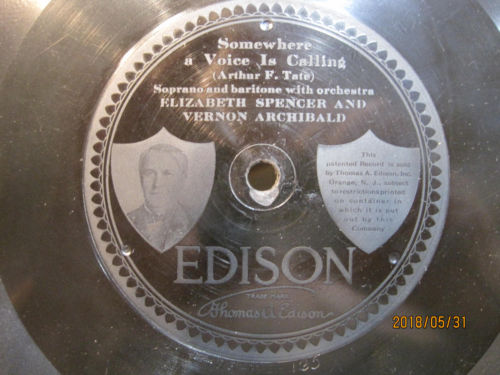 Somewhere
a Voice Is Calling
(Arthur F. Tate)
Soprano and baritone with orchestra
ELIZABETH SPENCER AND
VERNON ARCHIBALD
This
patented Record is sold
by Thomas A. Edison, Inc.
Orange, N. J., subject
to restrictions printed
on container in
which it is put
out by this
Company
EDISON
TRADE MARK
Thomas A Edison
2018/05/31